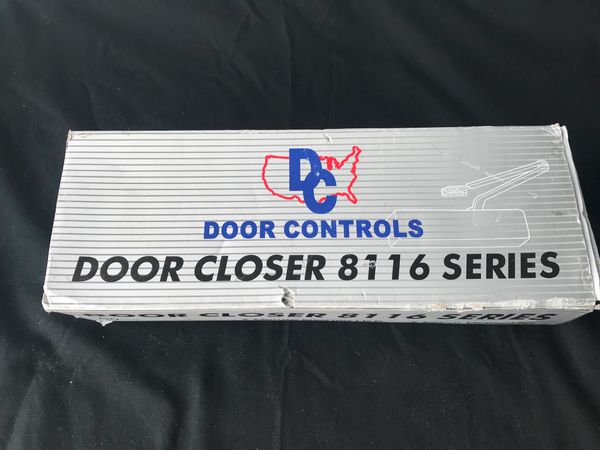 DC
DOOR CONTROLS
DOOR CLOSER 8116 SERIES
DOOR CLOSER 8116 SERIES